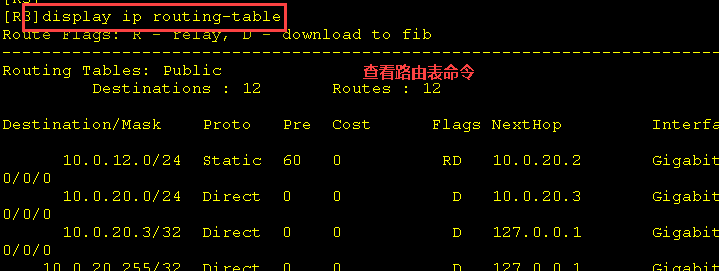 [R3]
[R3]display ip routing-table
Route Flags: R - relay, D - download to fib
Routing Tables: Public
查看路由表命令
Destinations : 12 Routes : 12
Destination/Mask Proto Pre Cost Flags NextHop Interfa
10.0.12.0/24 Static 60 0 RD 10.0.20.2 Gigabit
0/0/0
10.0.20.0/24 Direct 0 0 D 10.0.20.3 Gigabit
0/0/0
10.0.20.3/32 Direct 0 0 D 127.0.0.1 Gigabit
0/0/0
10.0.20.255/32 Direct 0 0 D 127.0.0.1 Gigabit